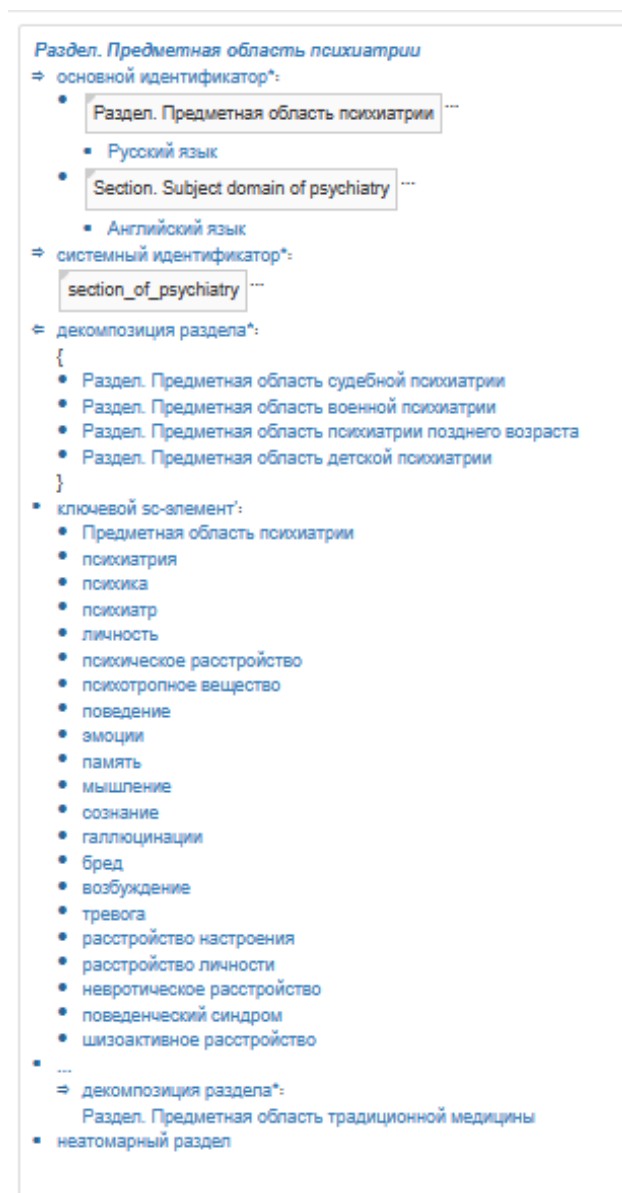 Раздел. Предметная область психиатрии
⇒ основной идентификатор*:
• Раздел. Предметная область психиатрии ...
• Русский язык
• Section. Subject domain of psychiatry ...
• Английский язык
⇒ системный идентификатор*:
section_of_psychiatry ...
⇐ декомпозиция раздела*:
{
• Раздел. Предметная область судебной психиатрии
• Раздел. Предметная область военной психиатрии
• Раздел. Предметная область психиатрии позднего возраста
• Раздел. Предметная область детской психиатрии
}
• ключевой sc-элемент':
• Предметная область психиатрии
• психиатрия
• психика
• психиатр
• личность
• психическое расстройство
• психотропное вещество
• поведение
• эмоции
• память
• мышление
• сознание
• галлюцинации
• бред
• возбуждение
• тревога
• расстройство настроения
• расстройство личности
• невротическое расстройство
• поведенческий синдром
• шизоактивное расстройство
• ...
⇒ декомпозиция раздела*:
Раздел. Предметная область традиционной медицины
• неатомарный раздел